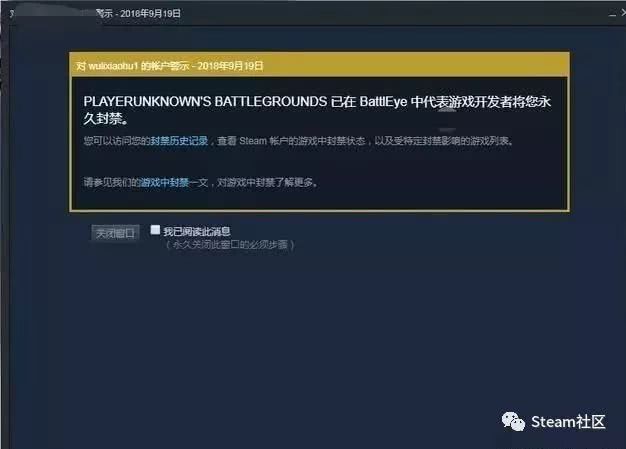 警示 - 2018年9月19日
对 wulixiaohu1 的帐户警示 - 2018年9月19日
PLAYERUNKNOWN'S BATTLEGROUNDS 已在 BattlEye 中代表游戏开发者将您永
久封禁。
您可以访问您的封禁历史记录，查看 Steam 帐户的游戏中封禁状态，以及受特定封禁影响的游戏列表。
请参见我们的游戏中封禁一文，对游戏中封禁了解更多。
关闭窗口 我已阅读此消息
（永久关闭此窗口的必须步骤）
Steam社区